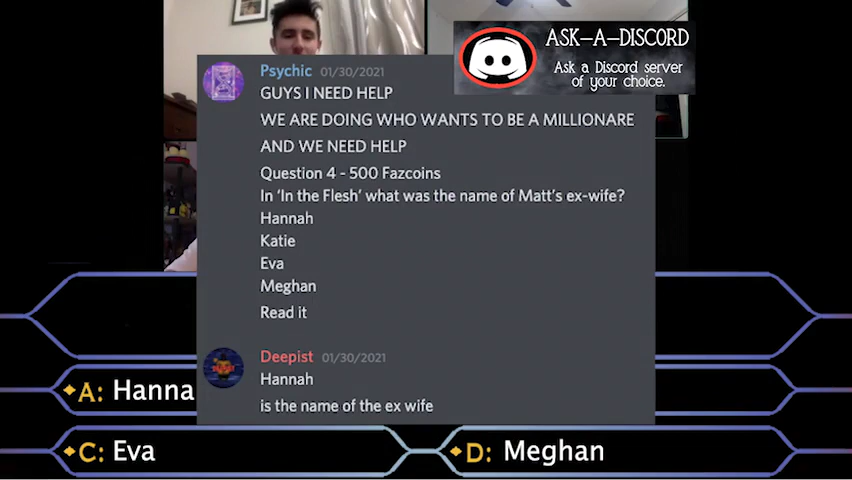 ASK-A-DISCORD
Ask a Discord server
of your choice.
Psychic 01/30/2021
GUYS I NEED HELP
WE ARE DOING WHO WANTS TO BE A MILLIONARE
AND WE NEED HELP
Question 4 - 500 Fazcoins
In 'In the Flesh' what was the name of Matt's ex-wife?
Hannah
Katie
Eva
Meghan
Read it
Deepist 01/30/2021
Hannah
is the name of the ex wife
A: Hanna
C: Eva
D: Meghan